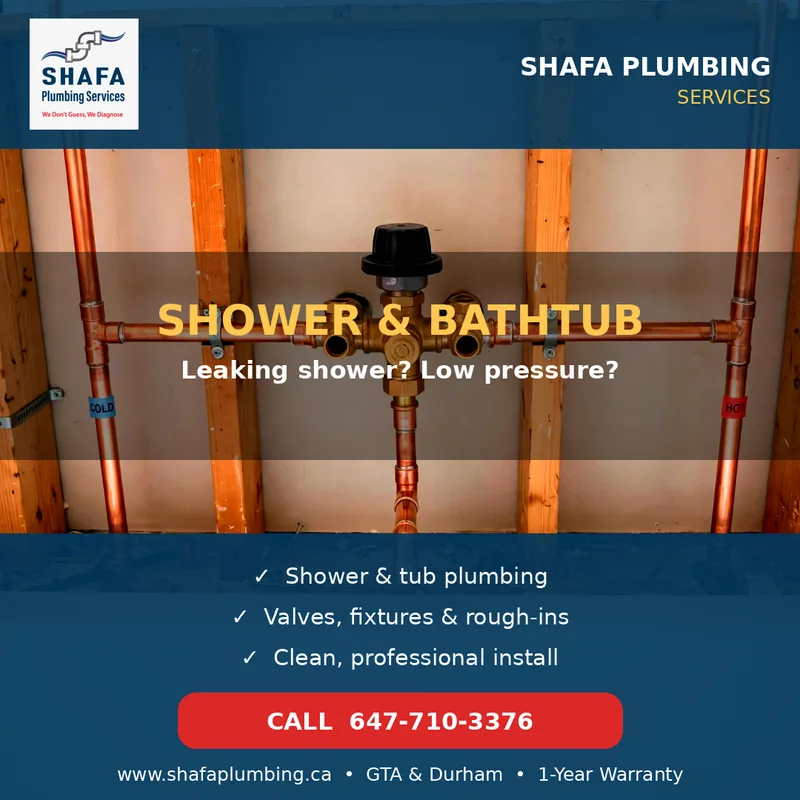 SHAFA
Plumbing Services
We Don't Guess, We Diagnose
SHAFA PLUMBING
SERVICES
SHOWER & BATHTUB
Leaking shower? Low pressure?
COLD
HOT
✓ Shower & tub plumbing
✓ Valves, fixtures & rough-ins
✓ Clean, professional install
CALL 647-710-3376
www.shafaplumbing.ca • GTA & Durham • 1-Year Warranty